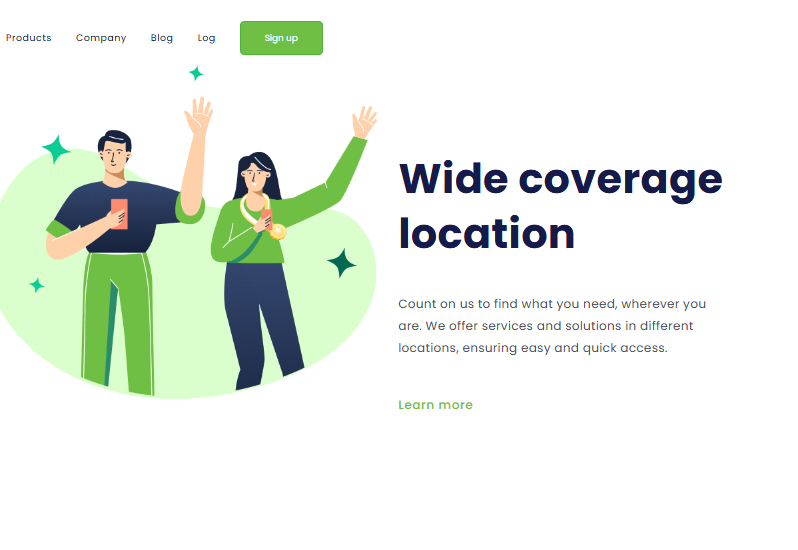 Products Company Blog Log Sign up
Wide coverage
location
Count on us to find what you need, wherever you
are. We offer services and solutions in different
locations, ensuring easy and quick access.
Learn more